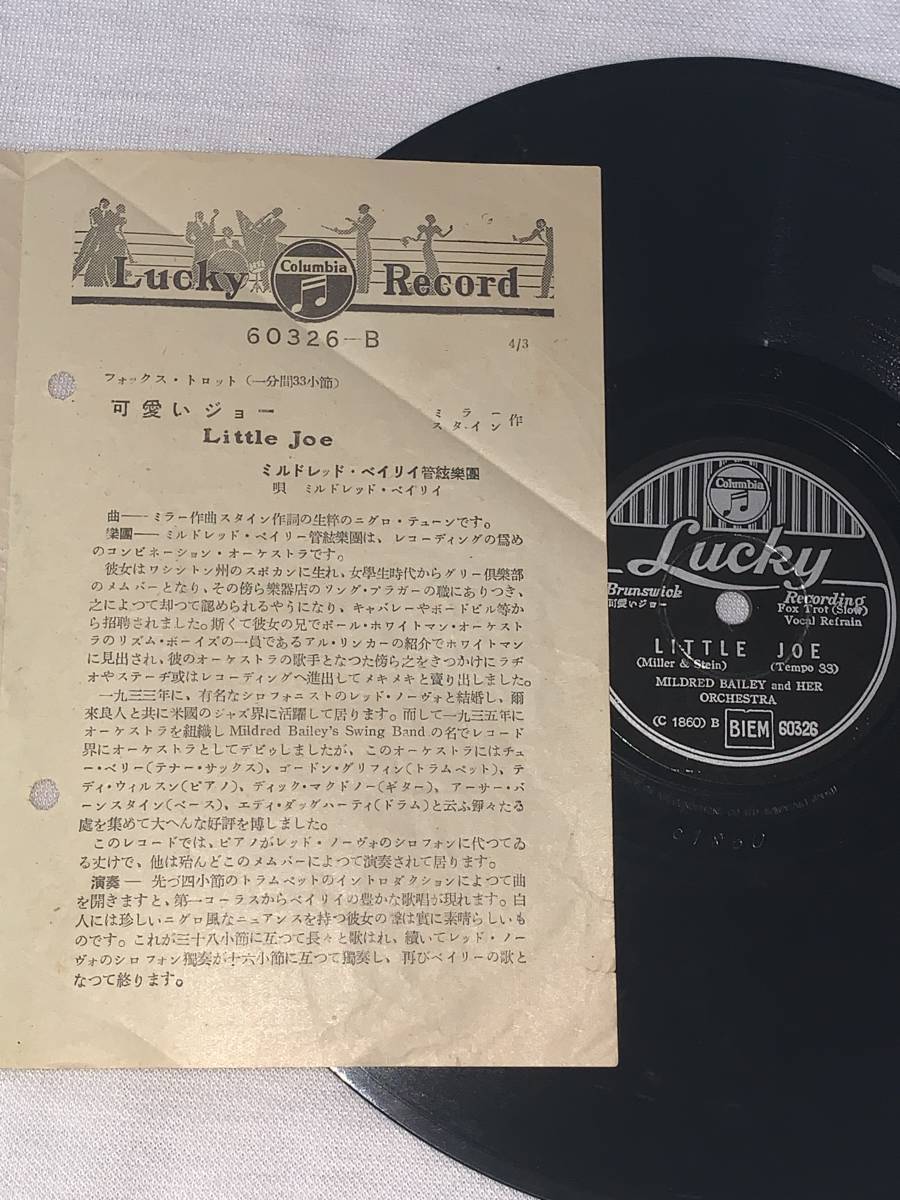 Lucky Columbia Record
60326-B
4/3
フォックス・トロット(一分間33小節)
可愛いジョー
Little Joe
ミラー
スタイン 作
ミルドレッド・ベイリイ管絃樂團
唄 ミルドレッド・ベイリイ
曲——ミラー作曲スタイン作詞の生粹のニグロ・テューンです。
樂團——ミルドレッド・ベイリー管絃樂團は、レコーディングの爲め
のコンビネーション・オーケストラです。
彼女はワシントン州のスポカンに生れ、女學生時代からグリー倶樂部
のメムバーとなり、その傍ら樂器店のソング・プラガーの職にありつき、
之によつて却つて認められるやうになり、キャバレーやボードビル等か
ら招聘されました。斯くて彼女の兄でポール・ホワイトマン・オーケスト
ラのリズム・ボーイズの一員であるアル・リンカーの紹介でホワイトマン
に見出され、彼のオーケストラの歌手となつた傍ら之をきつかけにラヂ
オやステーヂ或はレコーディングへ進出してメキメキと賣り出しました。
一九三三年に、有名なシロフォニストのレッド・ノーヴォと結婚し、爾
來良人と共に米國のジャズ界に活躍して居ります。而して一九三五年に
オーケストラを組織し Mildred Bailey's Swing Band の名でレコード
界にオーケストラとしてデビゥしましたが、このオーケストラにはチュ
ー・ベリー(テナー・サックス)、ゴードン・グリフィン(トラムペット)、テ
ディ・ウィルスン(ピアノ)、ディック・マクドノー(ギター)、アーサー・バ
ーンスタイン(ベース)、エディ・ダッグハーティ(ドラム)と云ふ錚々たる
處を集めて大へんな好評を博しました。
このレコードでは、ピアノがレッド・ノーヴォのシロフォンに代つてゐ
る丈けで、他は殆んどこのメムバーによつて演奏されて居ります。
演奏— 先づ四小節のトラムペットのイントロダクションによつて曲
を開きますと、第一コーラスからベイリイの豊かな歌唱が現れます。白
人には珍しいニグロ風なニュアンスを持つ彼女の聲は實に素晴らしいも
のです。これが三十八小節に亙つて長々と歌はれ、續いてレッド・ノー
ヴォのシロフォン獨奏が十六小節に亙つて獨奏し、再びベイリーの歌と
なつて終ります。
Columbia
Lucky
Brunswick Recording
可愛いジョー Fox Trot (Slow)
Vocal Refrain
LITTLE JOE
(Miller & Stein) (Tempo 33)
MILDRED BAILEY and HER
ORCHESTRA
(C 1860) B BIEM 60326
C1860